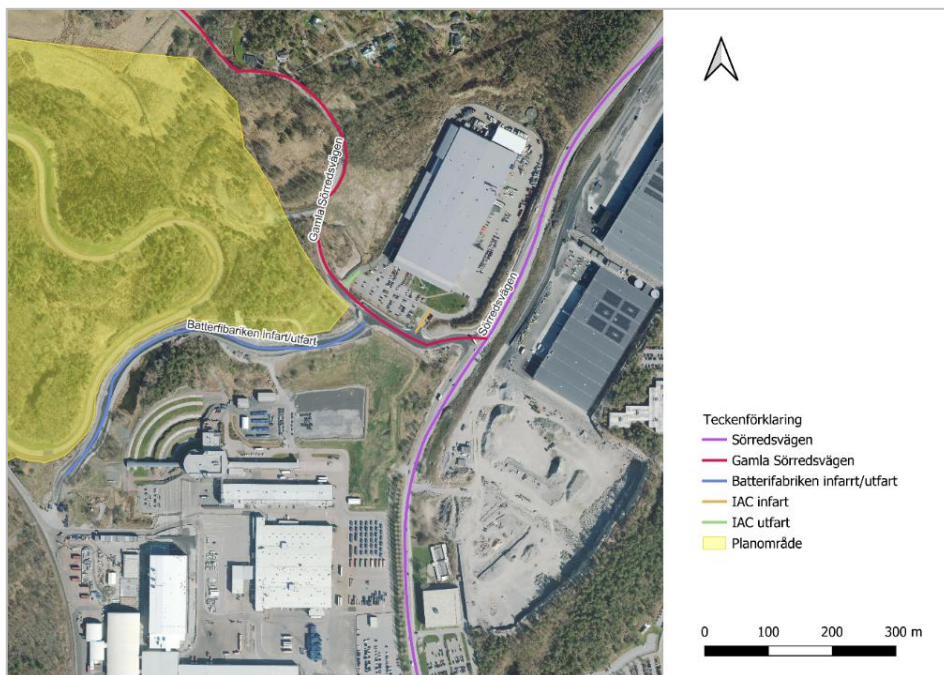 Gamla Sörredsvägen
Sörredsvägen
Batterfibariken infart/utfart
Teckenförklaring
Sörredsvägen
Gamla Sörredsvägen
Batterifabriken infarrt/utfart
IAC infart
IAC utfart
Planområde
0 100 200 300 m